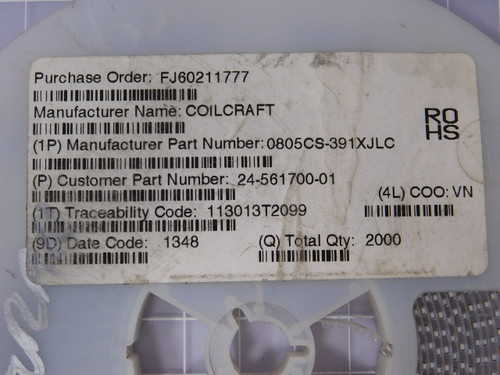 Purchase Order: FJ60211777
Manufacturer Name: COILCRAFT
RO
HS
(1P) Manufacturer Part Number: 0805CS-391XJLC
(P) Customer Part Number: 24-561700-01
(4L) COO: VN
(1T) Traceability Code: 113013T2099
(9D) Date Code: 1348 (Q) Total Qty: 2000